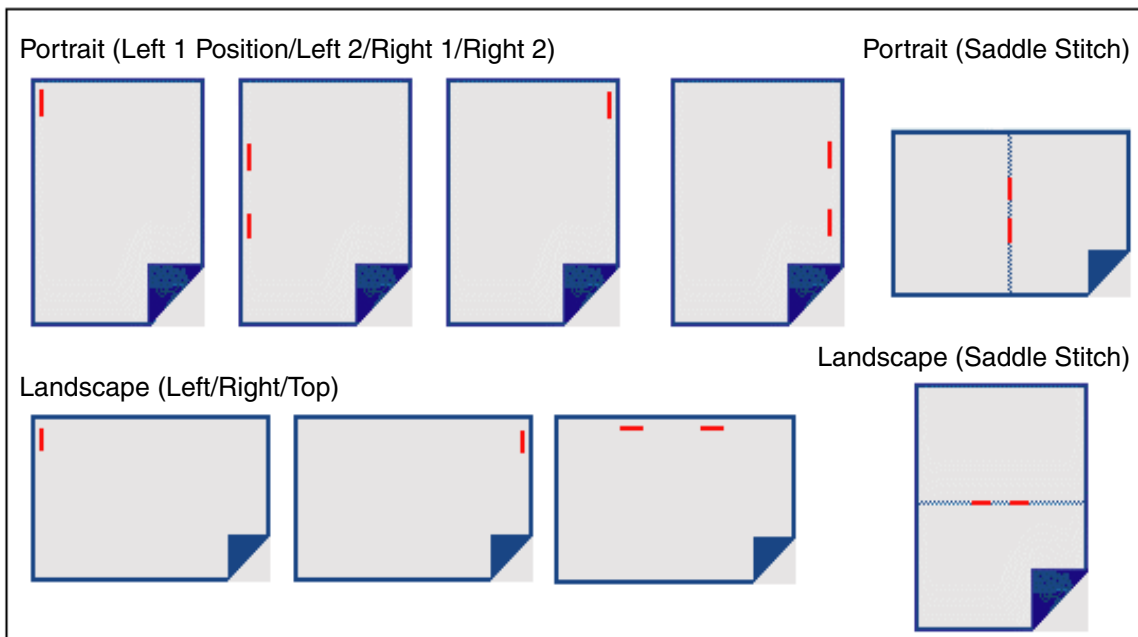 Portrait (Left 1 Position/Left 2/Right 1/Right 2)
Portrait (Saddle Stitch)
Landscape (Saddle Stitch)
Landscape (Left/Right/Top)